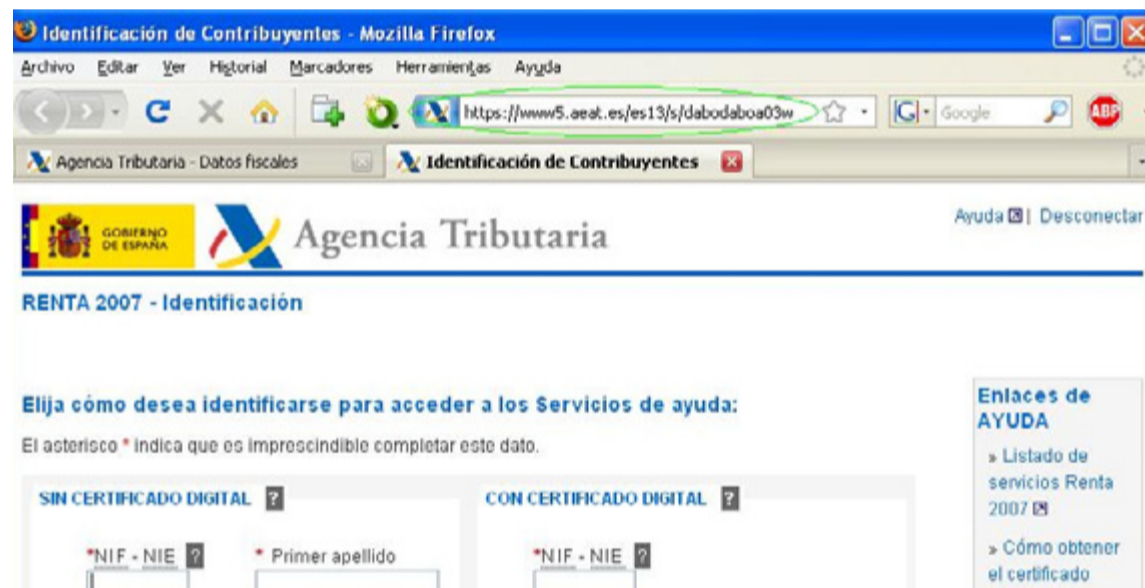 Identificación de Contribuyentes - Mozilla Firefox
Archivo Editar Ver Historial Marcadores Herramientas Ayuda
https://www5.aeat.es/es13/s/dabodaboa03w
G Google ABP
Agencia Tributaria - Datos fiscales Identificación de Contribuyentes
GOBIERNO DE ESPAÑA
Agencia Tributaria
Ayuda | Desconectar
RENTA 2007 - Identificación
Elija cómo desea identificarse para acceder a los Servicios de ayuda:
El asterisco * indica que es imprescindible completar este dato.
SIN CERTIFICADO DIGITAL ?
*NIF - NIE ? * Primer apellido
CON CERTIFICADO DIGITAL ?
*NIF - NIE ?
Enlaces de
AYUDA
» Listado de
servicios Renta
2007
» Cómo obtener
el certificado